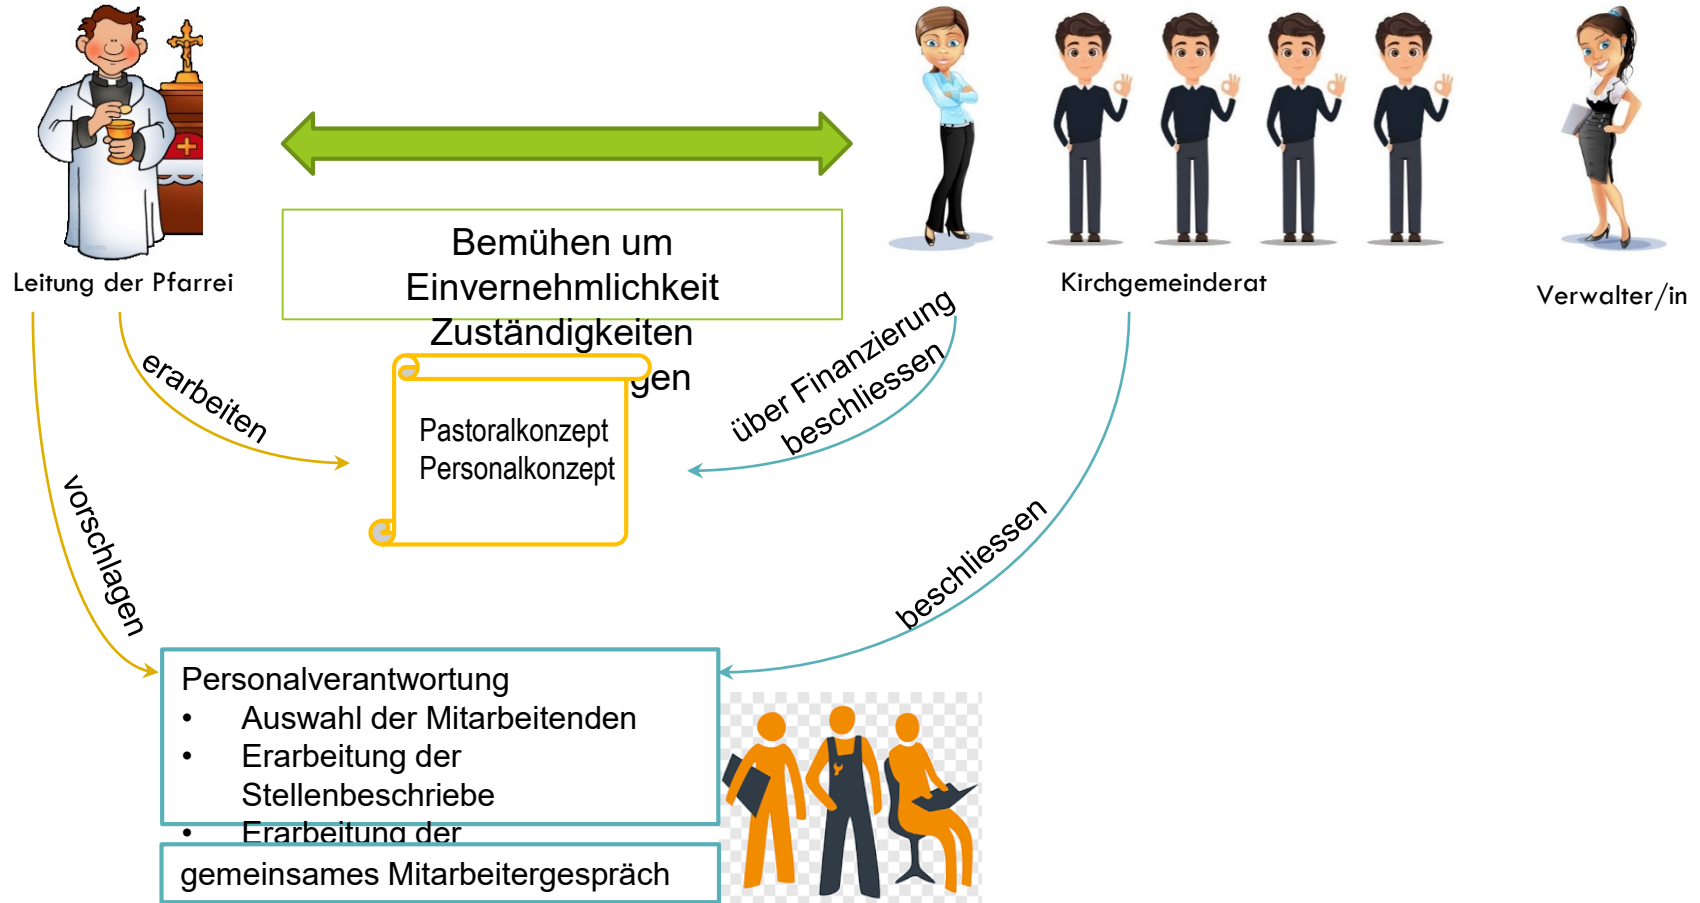 Leitung der Pfarrei
Kirchgemeinderat
Verwalter/in
Bemühen um
Einvernehmlichkeit
Zuständigkeiten
gen
erarbeiten
über Finanzierung
beschliessen
Pastoralkonzept
Personalkonzept
vorschlagen
beschliessen
Personalverantwortung
• Auswahl der Mitarbeitenden
• Erarbeitung der
Stellenbeschriebe
• Erarbeitung der
gemeinsames Mitarbeitergespräch